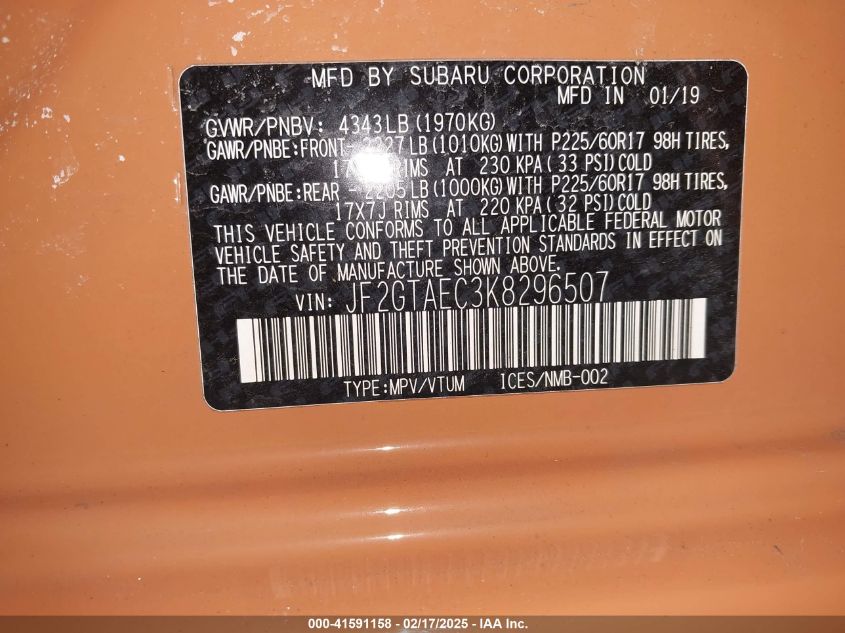 MFD BY SUBARU CORPORATION
MFD IN 01/19
GVWR/PNBV: 4343LB (1970KG)
GAWR/PNBE:FRONT- 2227LB (1010KG) WITH P225/60R17 98H TIRES,
RIMS AT 230 KPA ( 33 PSI) COLD
GAWR/PNBE:REAR - 2205LB (1000KG) WITH P225/60R17 98H TIRES,
17X7J RIMS AT 220 KPA ( 32 PSI) COLD
THIS VEHICLE CONFORMS TO ALL APPLICABLE FEDERAL MOTOR
VEHICLE SAFETY AND THEFT PREVENTION STANDARDS IN EFFECT ON
THE DATE OF MANUFACTURE SHOWN ABOVE.
VIN: JF2GTAEC3K8296507
TYPE:MPV/VTUM ICES/NMB-002
000-41591158 - 02/17/2025 - IAA Inc.